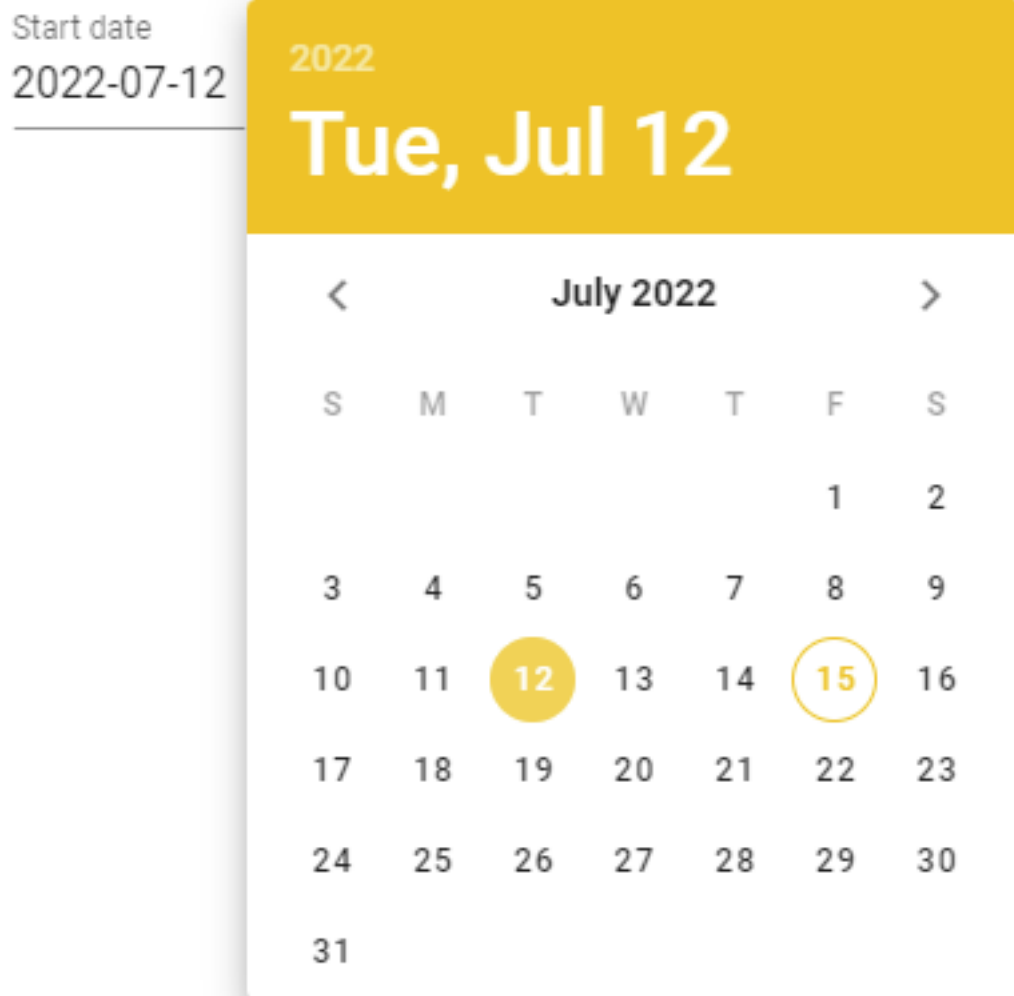 Start date
2022-07-12
2022
Tue, Jul 12
July 2022
S M T W T F S
1 2
3 4 5 6 7 8 9
10 11 12 13 14 15 16
17 18 19 20 21 22 23
24 25 26 27 28 29 30
31